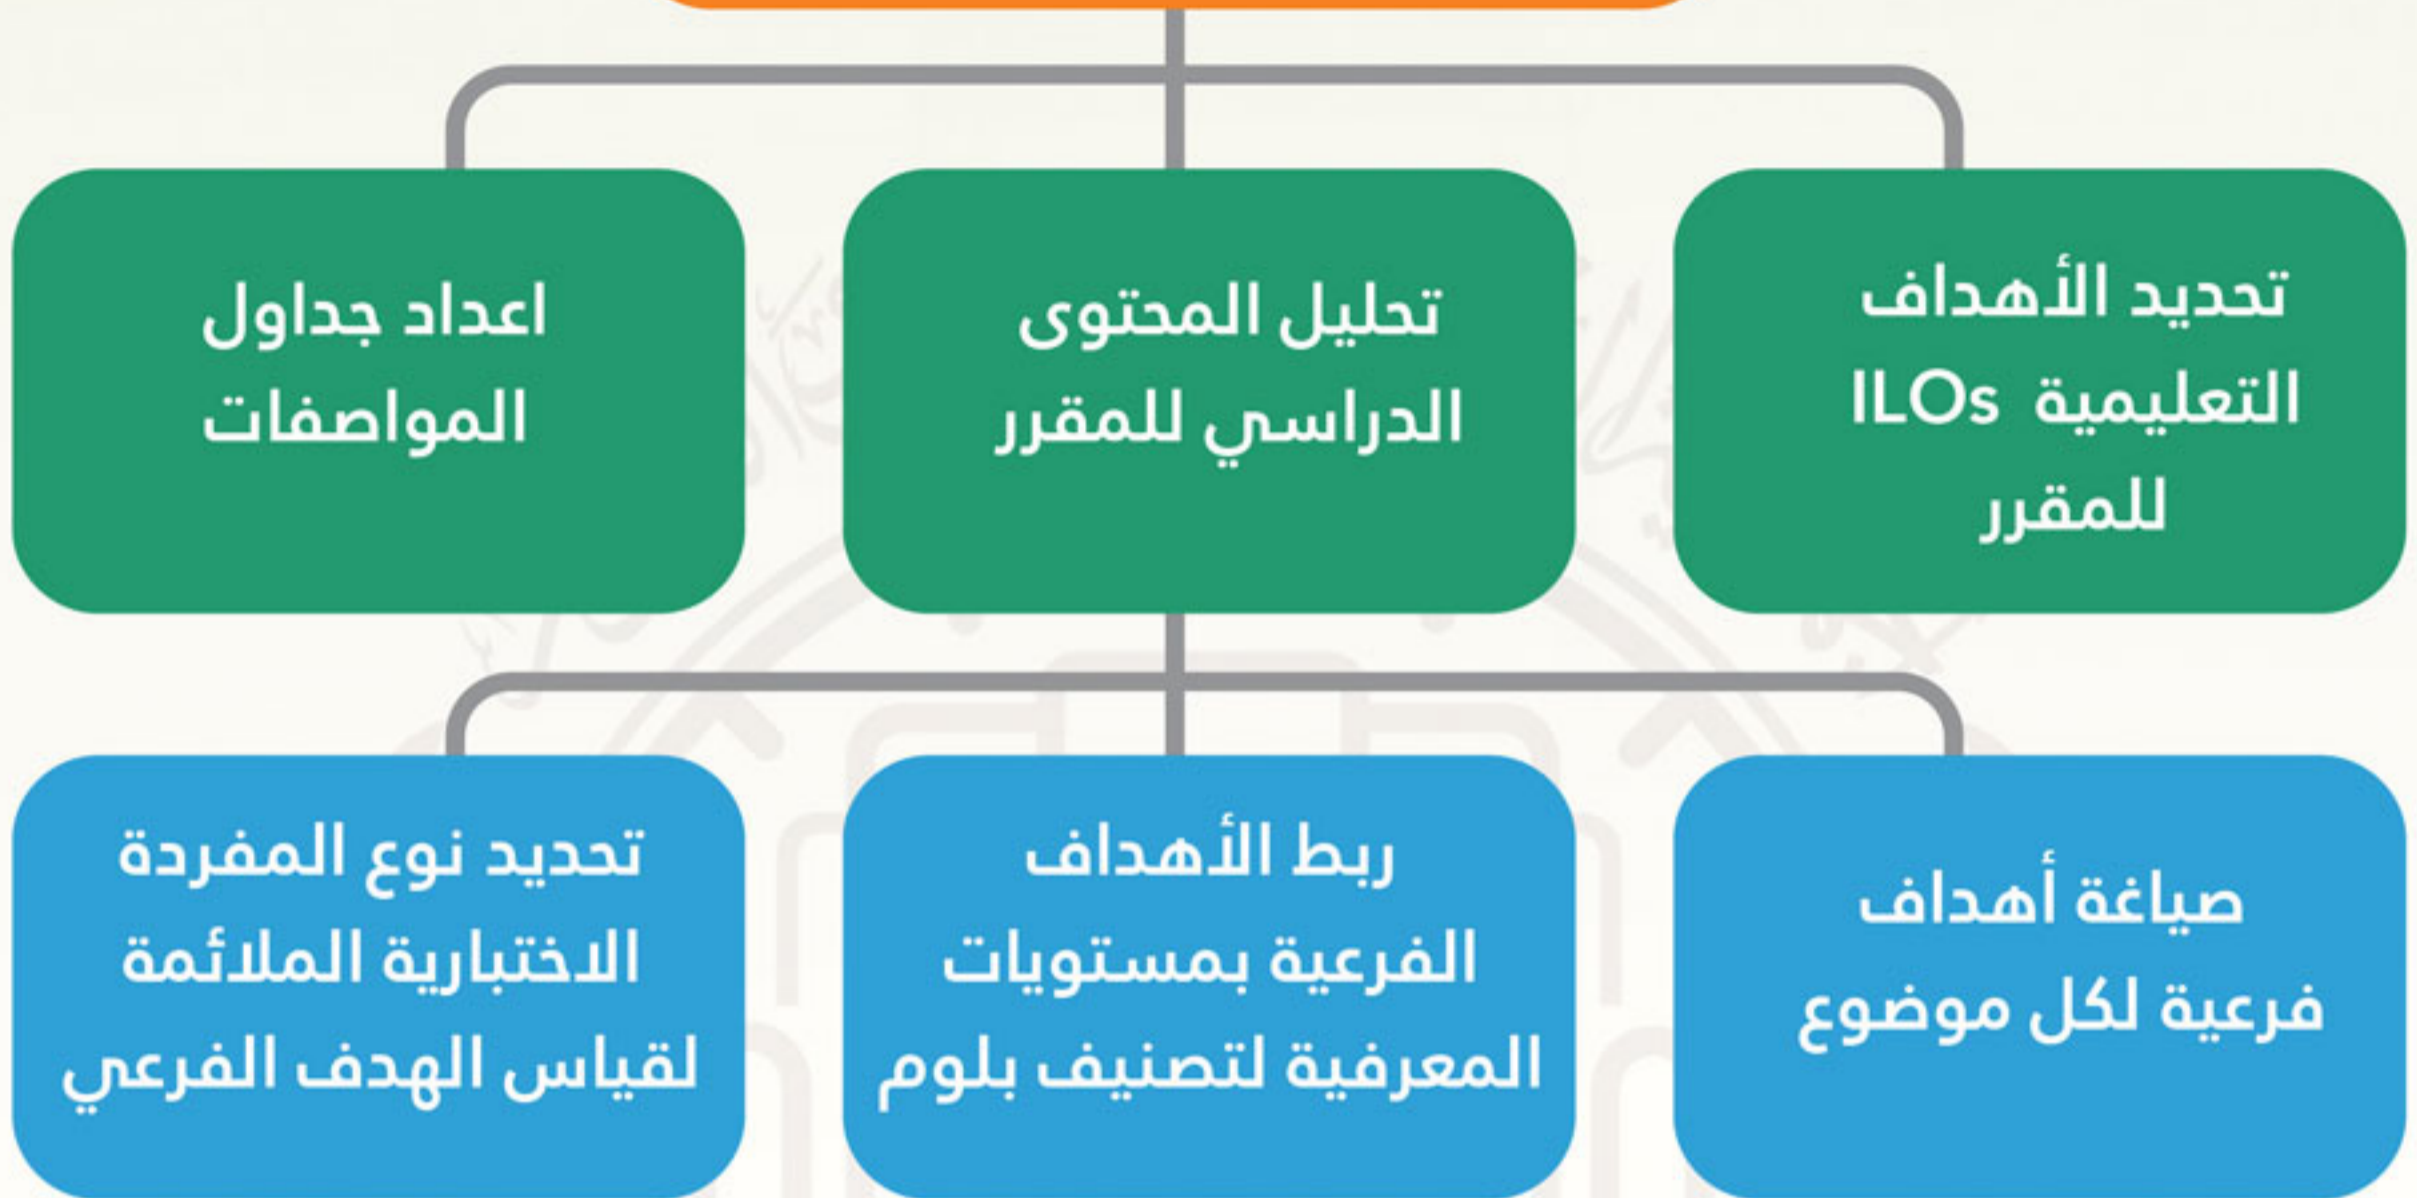 تحديد الأهداف
التعليمية ILOs
للمقرر
تحليل المحتوى
الدراسي للمقرر
اعداد جداول
المواصفات
صياغة أهداف
فرعية لكل موضوع
ربط الأهداف
الفرعية بمستويات
المعرفية لتصنيف بلوم
تحديد نوع المفردة
الاختبارية الملائمة
لقياس الهدف الفرعي